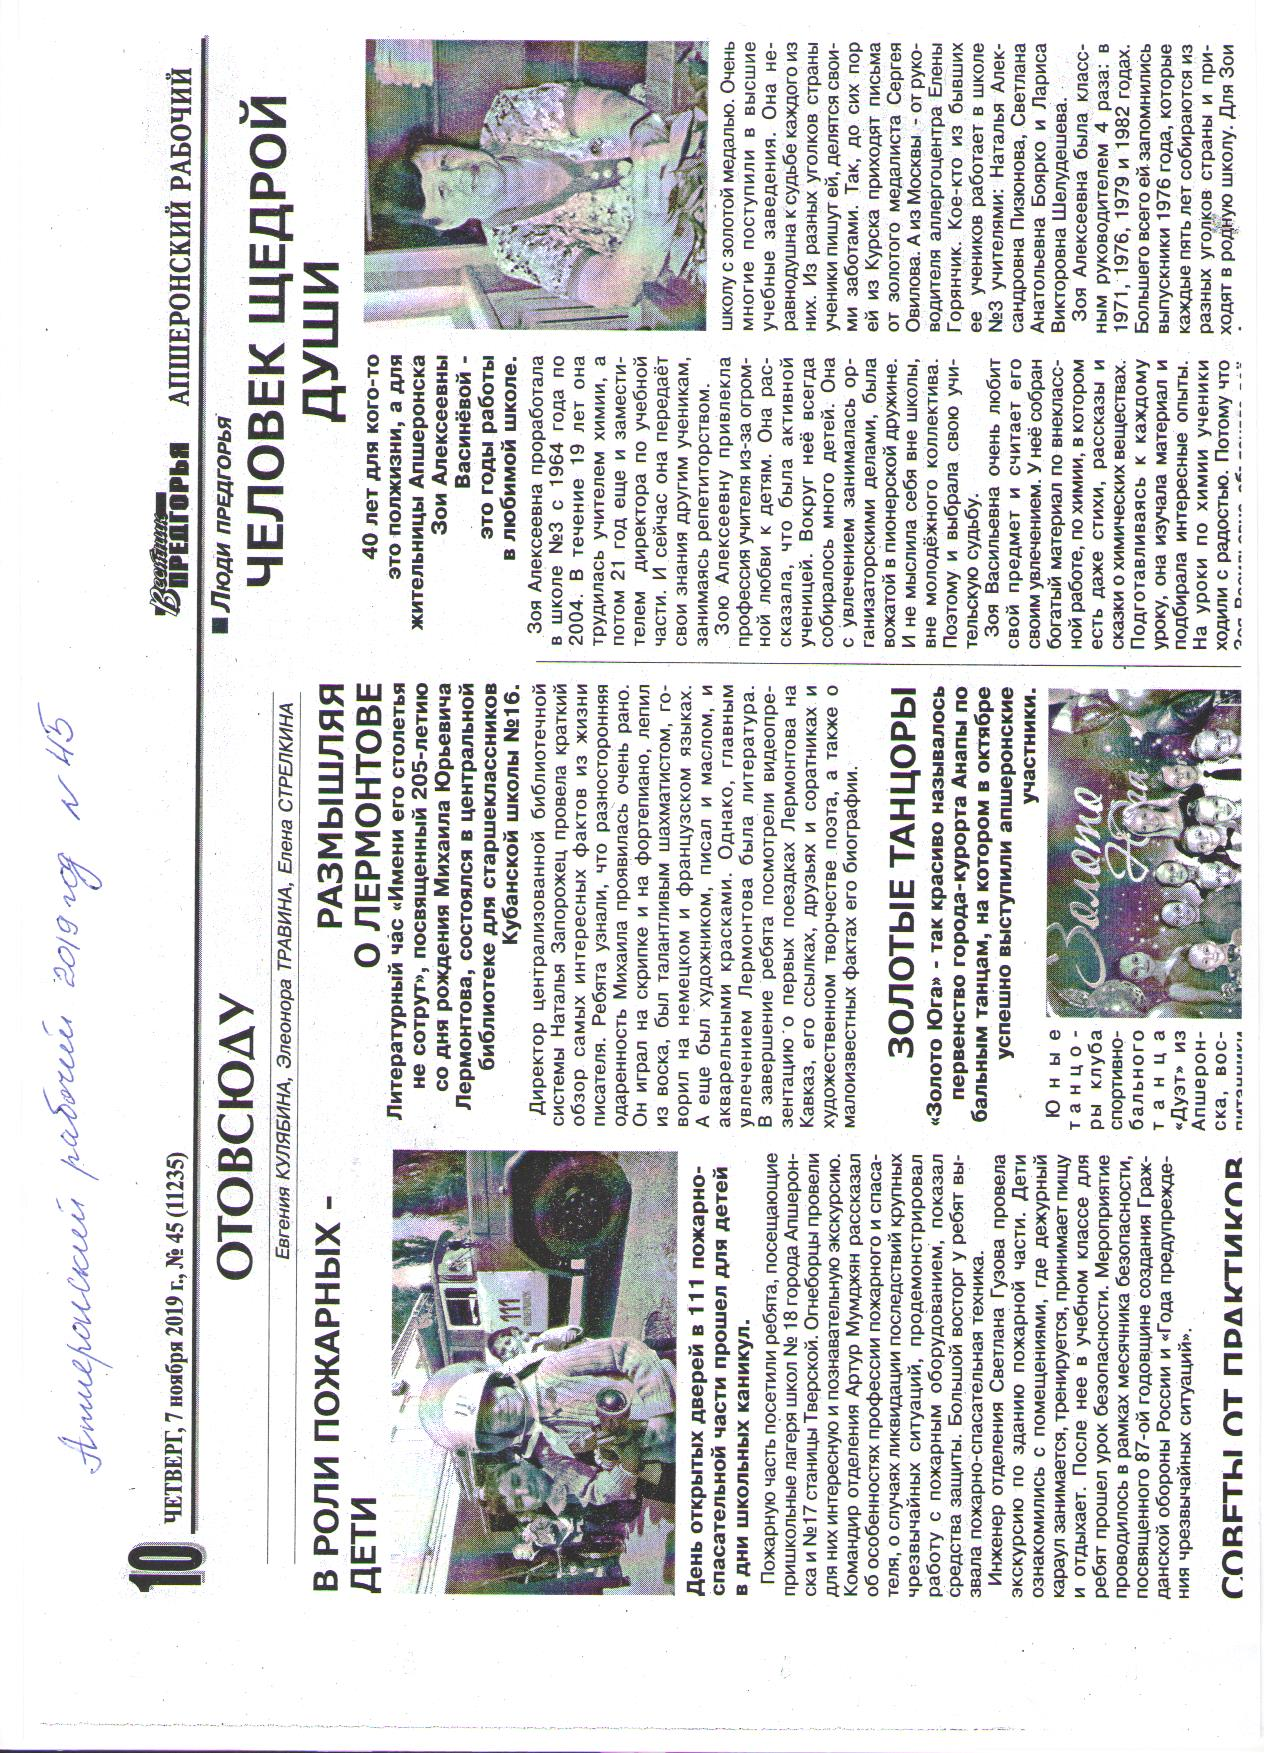 Апшеронский рабочий 2019 год № 45
10
ЧЕТВЕРГ, 7 ноября 2019 г., № 45 (11235)
Вестник
ПРЕДГОРЬЯ
АПШЕРОНСКИЙ РАБОЧИЙ
ОТОВСЮДУ
Евгения КУЛЯБИНА, Элеонора ТРАВИНА, Елена СТРЕЛКИНА
В РОЛИ ПОЖАРНЫХ -
ДЕТИ
111
День открытых дверей в 111 пожарно-
спасательной части прошел для детей
в дни школьных каникул.
Пожарную часть посетили ребята, посещающие
пришкольные лагеря школ № 18 города Апшерон-
ска и №17 станицы Тверской. Огнеборцы провели
для них интересную и познавательную экскурсию.
Командир отделения Артур Мумджян рассказал
об особенностях профессии пожарного и спаса-
теля, о случаях ликвидации последствий крупных
чрезвычайных ситуаций, продемонстрировал
работу с пожарным оборудованием, показал
средства защиты. Большой восторг у ребят вы-
звала пожарно-спасательная техника.
Инженер отделения Светлана Гузова провела
экскурсию по зданию пожарной части. Дети
ознакомились с помещениями, где дежурный
караул занимается, тренируется, принимает пищу
и отдыхает. После нее в учебном классе для
ребят прошел урок безопасности. Мероприятие
проводилось в рамках месячника безопасности,
посвященного 87-ой годовщине создания Граж-
данской обороны России и «Года предупрежде-
ния чрезвычайных ситуаций».
СОВЕТЫ ОТ ПРАКТИКОВ
РАЗМЫШЛЯЯ
О ЛЕРМОНТОВЕ
Литературный час «Имени его столетья
не сотрут», посвященный 205-летию
со дня рождения Михаила Юрьевича
Лермонтова, состоялся в центральной
библиотеке для старшеклассников
Кубанской школы №16.
Директор централизованной библиотечной
системы Наталья Запорожец провела краткий
обзор самых интересных фактов из жизни
писателя. Ребята узнали, что разносторонняя
одаренность Михаила проявилась очень рано.
Он играл на скрипке и на фортепиано, лепил
из воска, был талантливым шахматистом, го-
ворил на немецком и французском языках.
А еще был художником, писал и маслом, и
акварельными красками. Однако, главным
увлечением Лермонтова была литература.
В завершение ребята посмотрели видеопре-
зентацию о первых поездках Лермонтова на
Кавказ, его ссылках, друзьях и соратниках и
художественном творчестве поэта, а также о
малоизвестных фактах его биографии.
ЗОЛОТЫЕ ТАНЦОРЫ
«Золото Юга» - так красиво называлось
первенство города-курорта Анапы по
бальным танцам, на котором в октябре
успешно выступили апшеронские
участники.
Юные
танцо-
ры клуба
спортивно-
бального
танца
«Дуэт» из
Апшерон-
ска, вос-
питанники
Золото
Юга
Люди ПРЕДГОРЬЯ
ЧЕЛОВЕК ЩЕДРОЙ
ДУШИ
40 лет для кого-то
это полжизни, а для
жительницы Апшеронска
Зои Алексеевны
Васинёвой -
это годы работы
в любимой школе.
Зоя Алексеевна проработала
в школе №3 с 1964 года по
2004. В течение 19 лет она
трудилась учителем химии, а
потом 21 год еще и замести-
телем директора по учебной
части. И сейчас она передаёт
свои знания другим ученикам,
занимаясь репетиторством.
Зою Алексеевну привлекла
профессия учителя из-за огром-
ной любви к детям. Она рас-
сказала, что была активной
ученицей. Вокруг неё всегда
собиралось много детей. Она
с увлечением занималась ор-
ганизаторскими делами, была
вожатой в пионерской дружине.
И не мыслила себя вне школы,
вне молодёжного коллектива.
Поэтому и выбрала свою учи-
тельскую судьбу.
Зоя Васильевна очень любит
свой предмет и считает его
своим увлечением. У неё собран
богатый материал по внекласс-
ной работе, по химии, в котором
есть даже стихи, рассказы и
сказки о химических веществах.
Подготавливаясь к каждому
уроку, она изучала материал и
подбирала интересные опыты.
На уроки по химии ученики
ходили с радостью. Потому что
школу с золотой медалью. Очень
многие поступили в высшие
учебные заведения. Она не-
равнодушна к судьбе каждого из
них. Из разных уголков страны
ученики пишут ей, делятся свои-
ми заботами. Так, до сих пор
ей из Курска приходят письма
от золотого медалиста Сергея
Овилова. А из Москвы - от руко-
водителя аллергоцентра Елены
Горянчик. Кое-кто из бывших
ее учеников работает в школе
№3 учителями: Наталья Алек-
сандровна Пизюнова, Светлана
Анатольевна Боярко и Лариса
Викторовна Шелудешева.
Зоя Алексеевна была класс-
ным руководителем 4 раза: в
1971, 1976, 1979 и 1982 годах.
Большего всего ей запомнились
выпускники 1976 года, которые
каждые пять лет собираются из
разных уголков страны и при-
ходят в родную школу. Для Зои